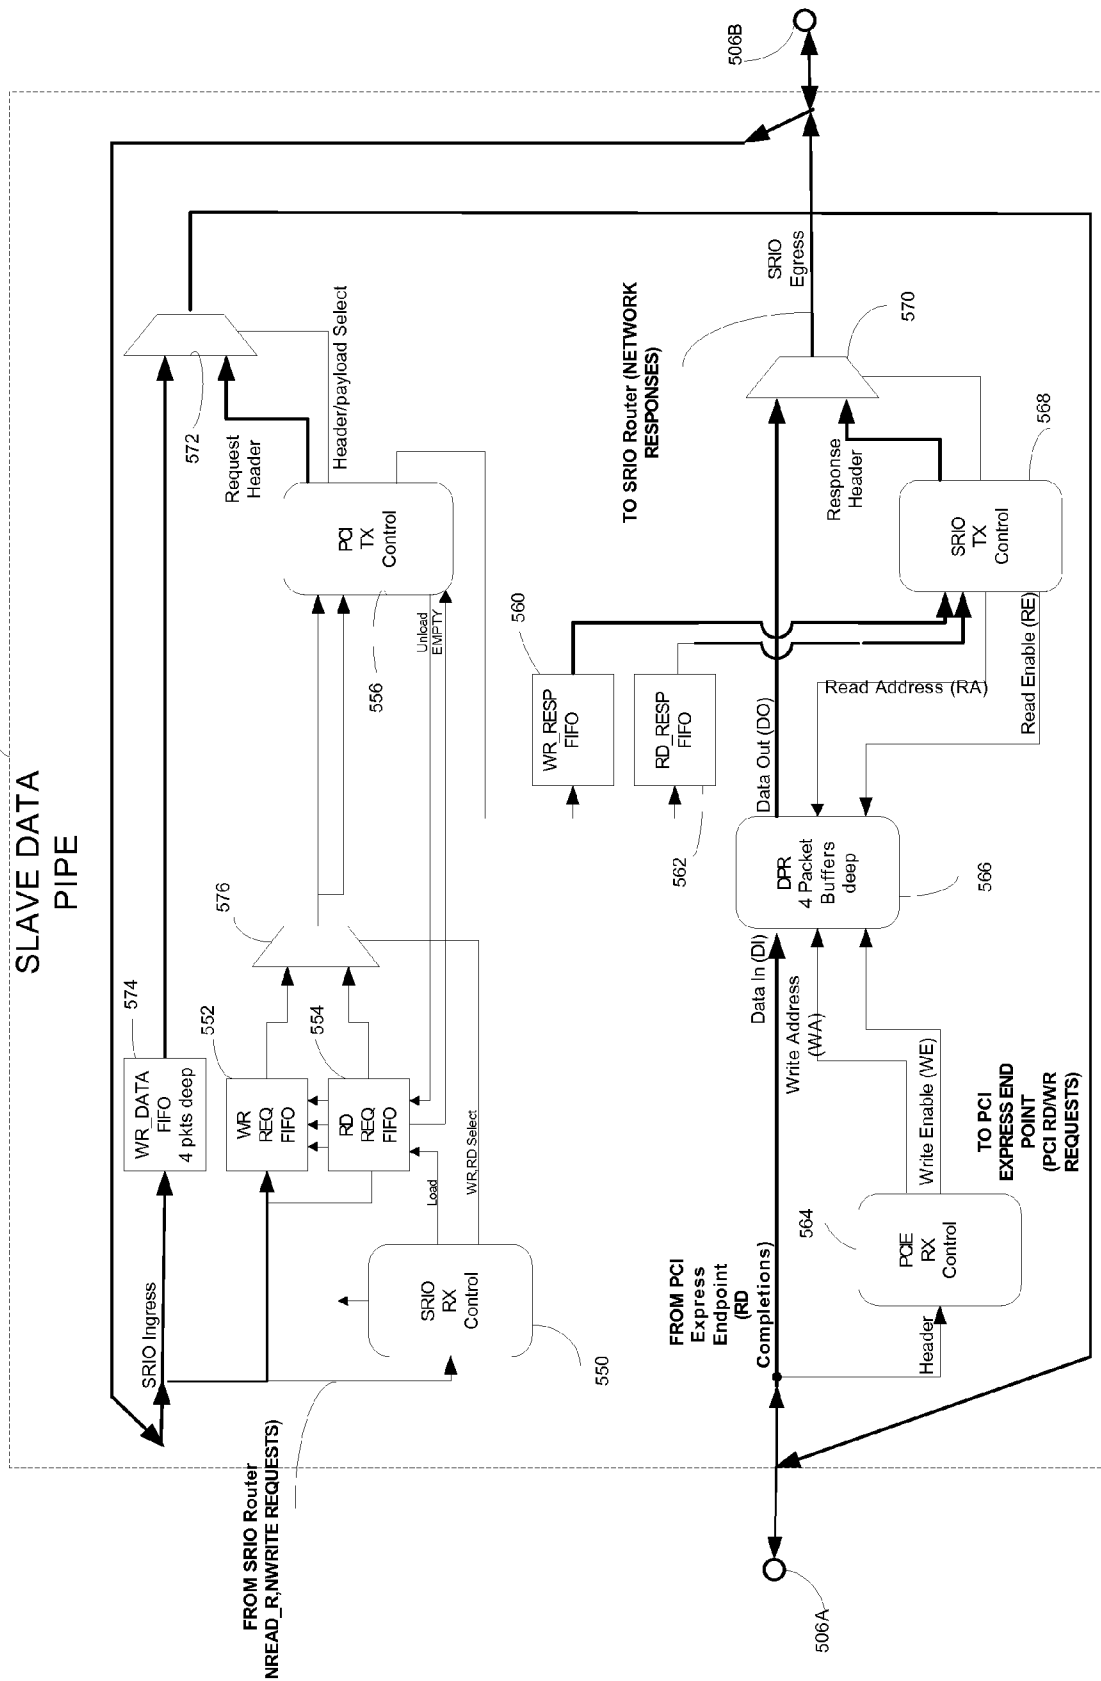 SLAVE DATA
PIPE
506B
SRIO
Egress
TO SRIO Router (NETWORK
RESPONSES)
570
572
Request
Header
Header/payload Select
PCI
TX
Control
556
Unload
EMPTY
560
WR_RESP
FIFO
RD_RESP
FIFO
562
Response
Header
568
SRIO
TX
Control
Read Address (RA)
Read Enable (RE)
Data Out (DO)
DPR
4 Packet
Buffers
deep
566
Data In (DI)
Write Address
(WA)
Write Enable (WE)
576
574
WR_DATA
FIFO
4 pkts deep
552
WR
REQ
FIFO
554
RD
REQ
FIFO
Load
WR,RD Select
SRIO Ingress
SRIO
RX
Control
550
FROM SRIO Router
NREAD_R,NWRITE REQUESTS)
FROM PCI
Express
Endpoint
(RD
Completions)
564
PCIE
RX
Control
Header
TO PCI
EXPRESS END
POINT
(PCI RD/WR
REQUESTS)
506A